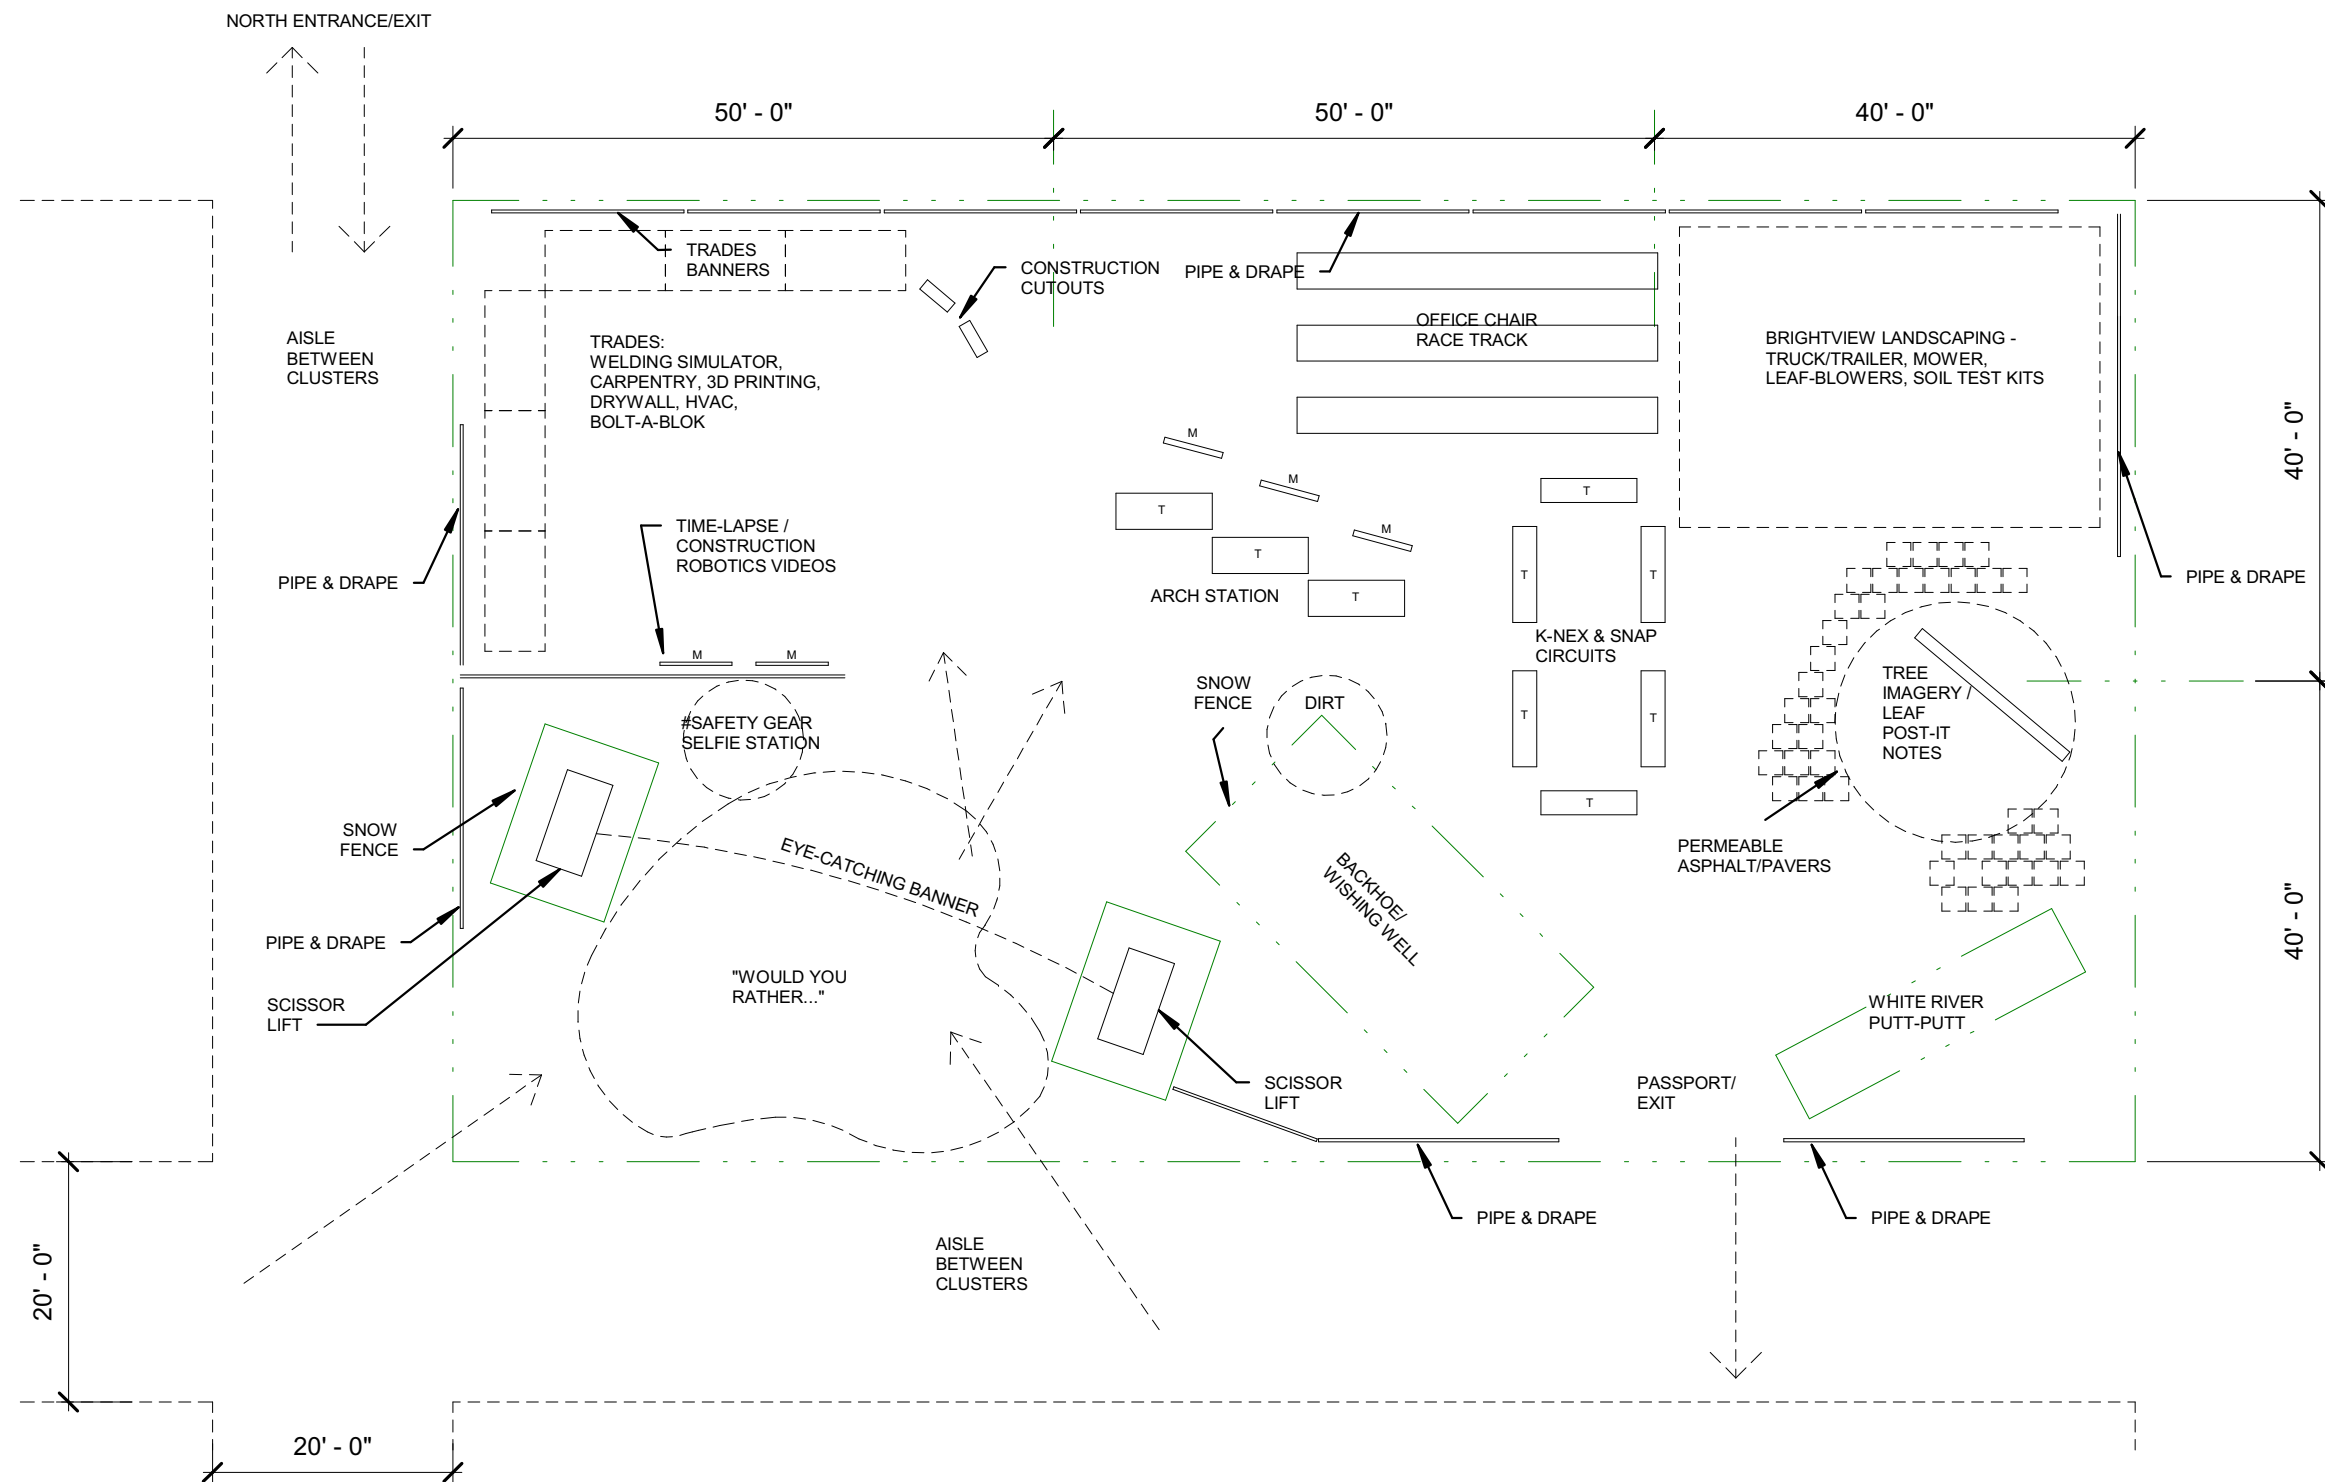 NORTH ENTRANCE/EXIT
50' - 0"
50' - 0"
40' - 0"
TRADES
BANNERS
CONSTRUCTION
CUTOUTS
PIPE & DRAPE
AISLE
BETWEEN
CLUSTERS
TRADES:
WELDING SIMULATOR,
CARPENTRY, 3D PRINTING,
DRYWALL, HVAC,
BOLT-A-BLOK
OFFICE CHAIR
RACE TRACK
BRIGHTVIEW LANDSCAPING -
TRUCK/TRAILER, MOWER,
LEAF-BLOWERS, SOIL TEST KITS
40' - 0"
M
M
M
T
T
T
ARCH STATION
TIME-LAPSE /
CONSTRUCTION
ROBOTICS VIDEOS
PIPE & DRAPE
M
M
T
T
T
K-NEX & SNAP
CIRCUITS
T
T
T
PIPE & DRAPE
#SAFETY GEAR
SELFIE STATION
SNOW
FENCE
DIRT
TREE
IMAGERY /
LEAF
POST-IT
NOTES
SNOW
FENCE
EYE-CATCHING BANNER
BACKHOE/
WISHING WELL
PERMEABLE
ASPHALT/PAVERS
40' - 0"
PIPE & DRAPE
SCISSOR
LIFT
"WOULD YOU
RATHER..."
WHITE RIVER
PUTT-PUTT
SCISSOR
LIFT
PASSPORT/
EXIT
PIPE & DRAPE
PIPE & DRAPE
AISLE
BETWEEN
CLUSTERS
20' - 0"
20' - 0"